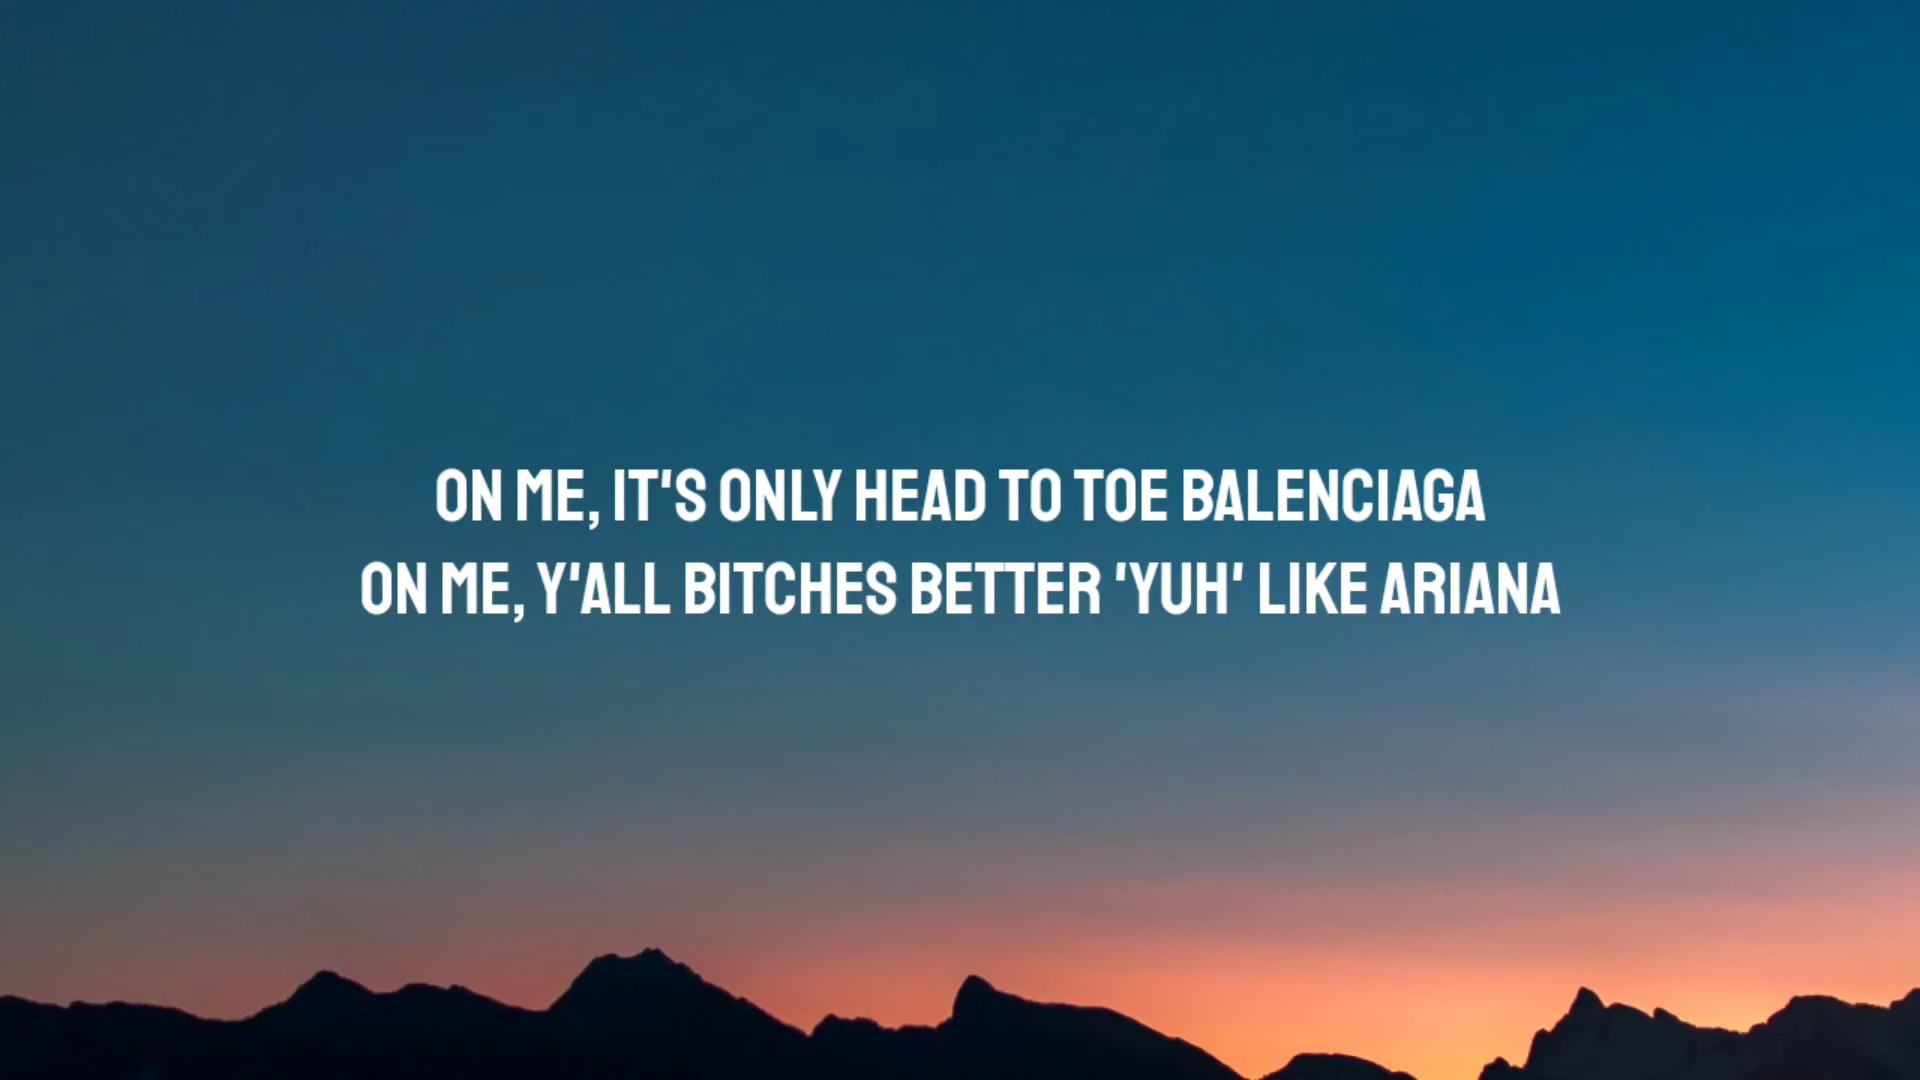 ON ME, IT'S ONLY HEAD TO TOE BALENCIAGA
ON ME, Y'ALL BITCHES BETTER 'YUH' LIKE ARIANA